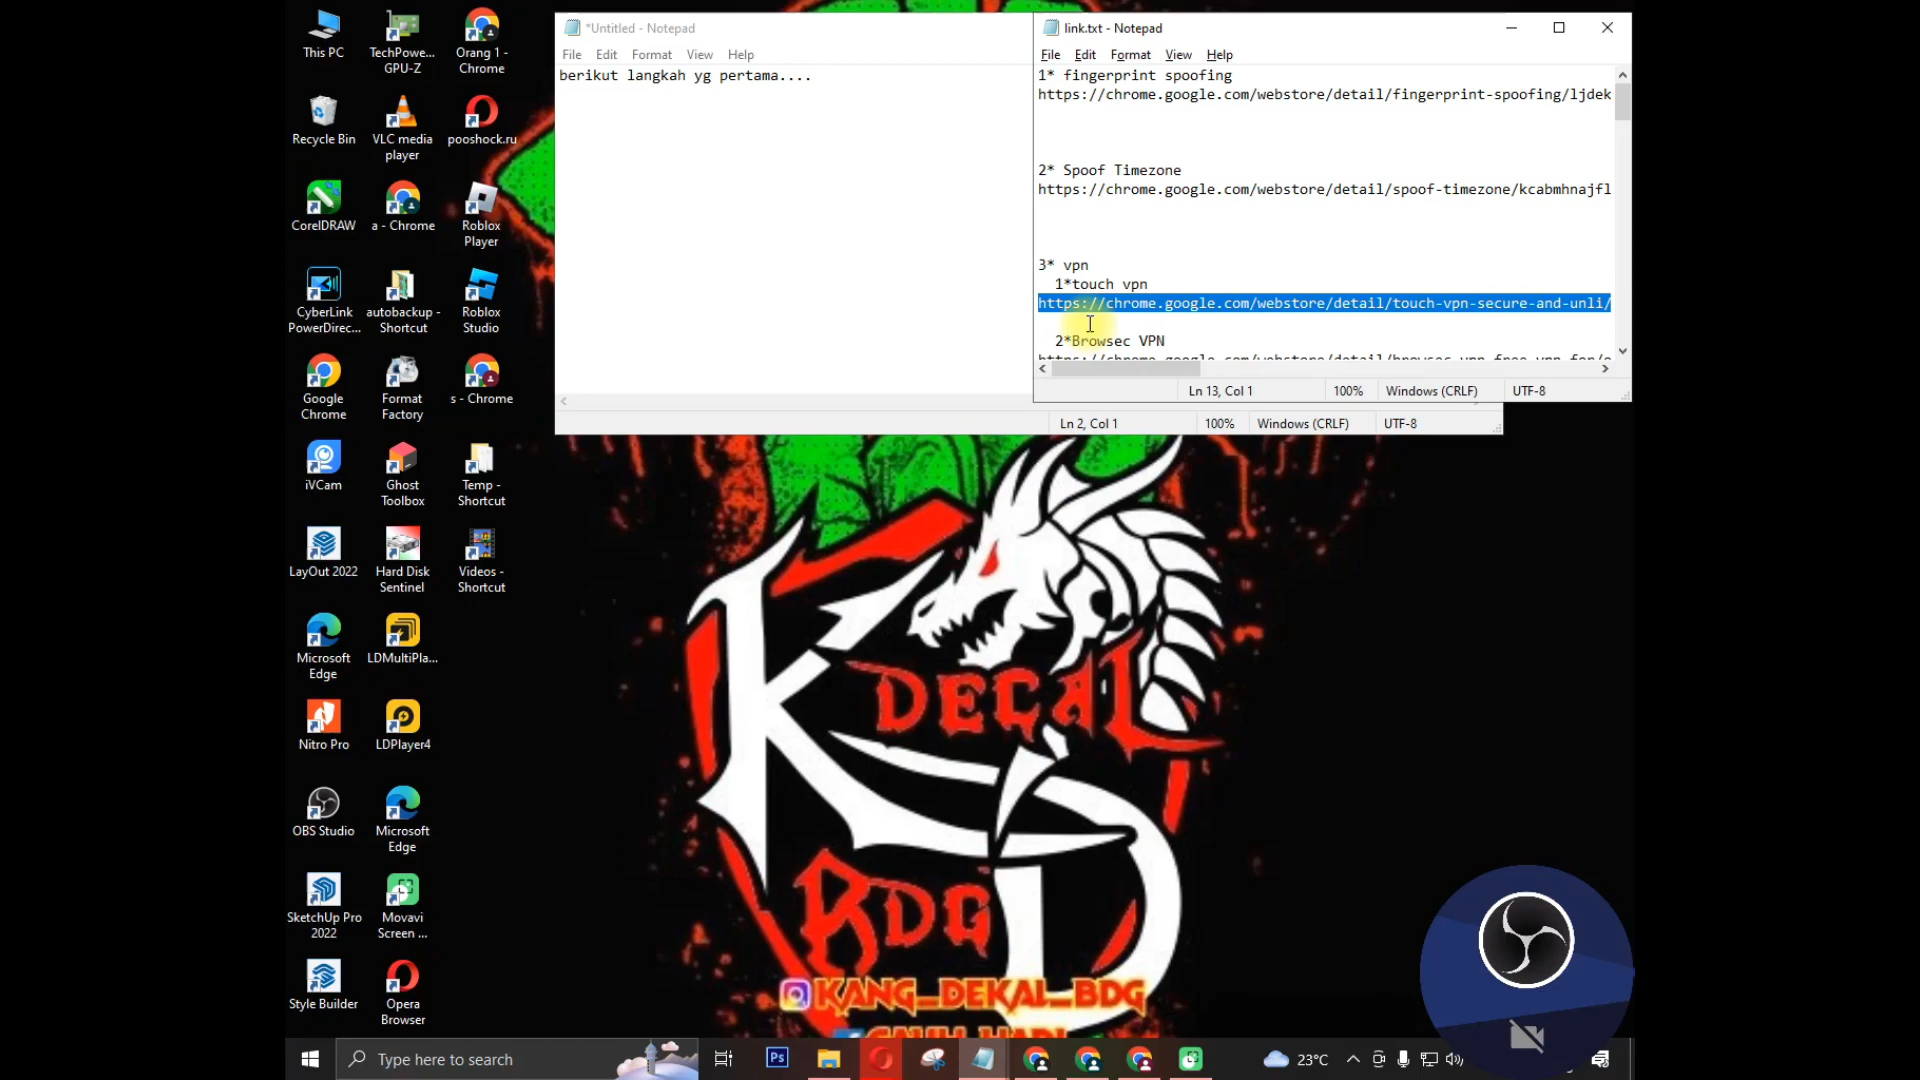 This PC
TechPowe...
GPU-Z
Orang 1 -
Chrome
Recycle Bin
VLC media
player
pooshock.ru
CorelDRAW
a - Chrome
Roblox
Player
CyberLink
PowerDirec...
autobackup -
Shortcut
Roblox
Studio
Google
Chrome
Format
Factory
s - Chrome
iVCam
Ghost
Toolbox
Temp -
Shortcut
LayOut 2022
Hard Disk
Sentinel
Videos -
Shortcut
Microsoft
Edge
LDMultiPla...
Nitro Pro
LDPlayer4
OBS Studio
Microsoft
Edge
SketchUp Pro
2022
Movavi
Screen ...
Style Builder
Opera
Browser
*Untitled - Notepad
File Edit Format View Help
berikut langkah yg pertama....
Ln 2, Col 1 100% Windows (CRLF) UTF-8
link.txt - Notepad
File Edit Format View Help
1* fingerprint spoofing
https://chrome.google.com/webstore/detail/fingerprint-spoofing/ljdek
2* Spoof Timezone
https://chrome.google.com/webstore/detail/spoof-timezone/kcabmhnajfl
3* vpn
1*touch vpn
https://chrome.google.com/webstore/detail/touch-vpn-secure-and-unli/
2*Browsec VPN
Ln 13, Col 1 100% Windows (CRLF) UTF-8
K
DECAL
D
BDG
KANG_DEKAL_BDG
Type here to search
Ps
23°C